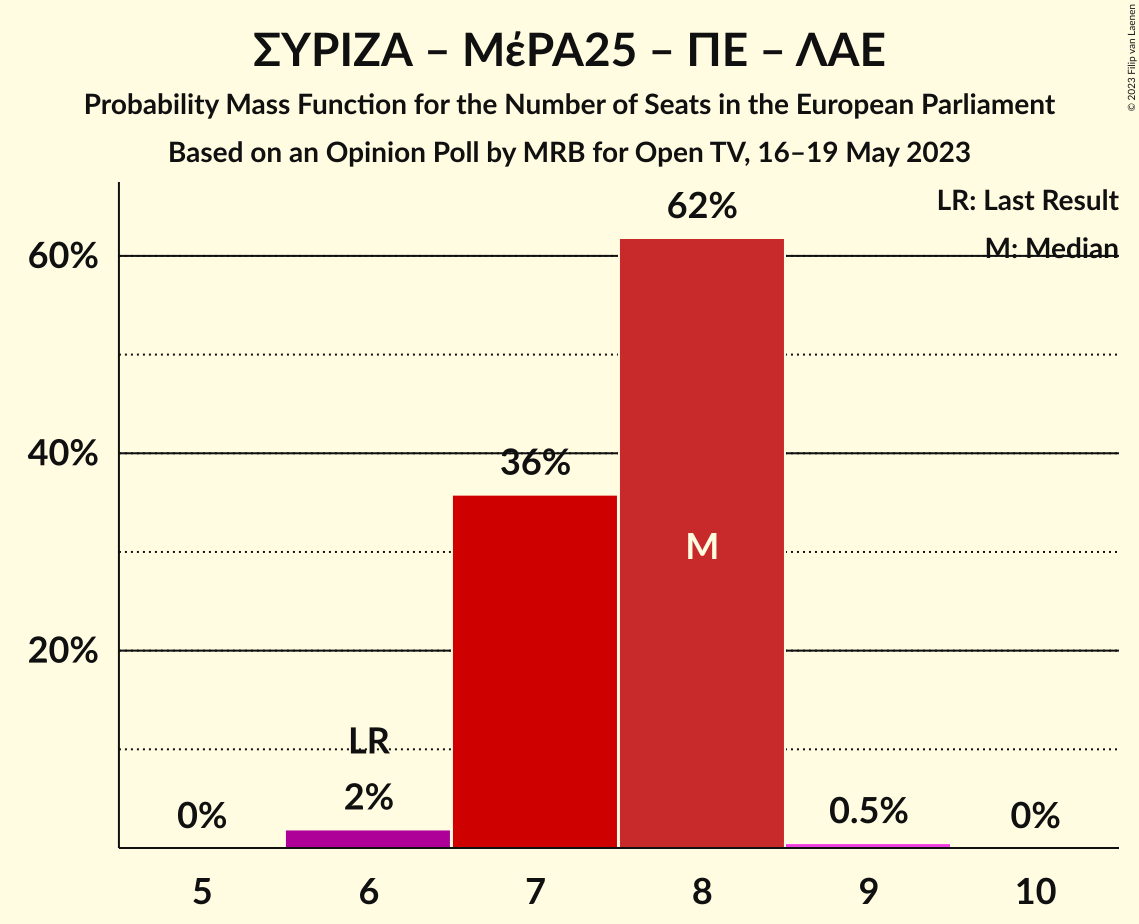 ΣΥΡΙΖΑ – ΜέΡΑ25 – ΠΕ – ΛΑΕ
Probability Mass Function for the Number of Seats in the European Parliament
Based on an Opinion Poll by MRB for Open TV, 16–19 May 2023
© 2023 Filip van Laenen
LR: Last Result
M: Median
62%
60%
40%
36%
M
20%
LR
2%
0%
0.5%
0%
5 6 7 8 9 10